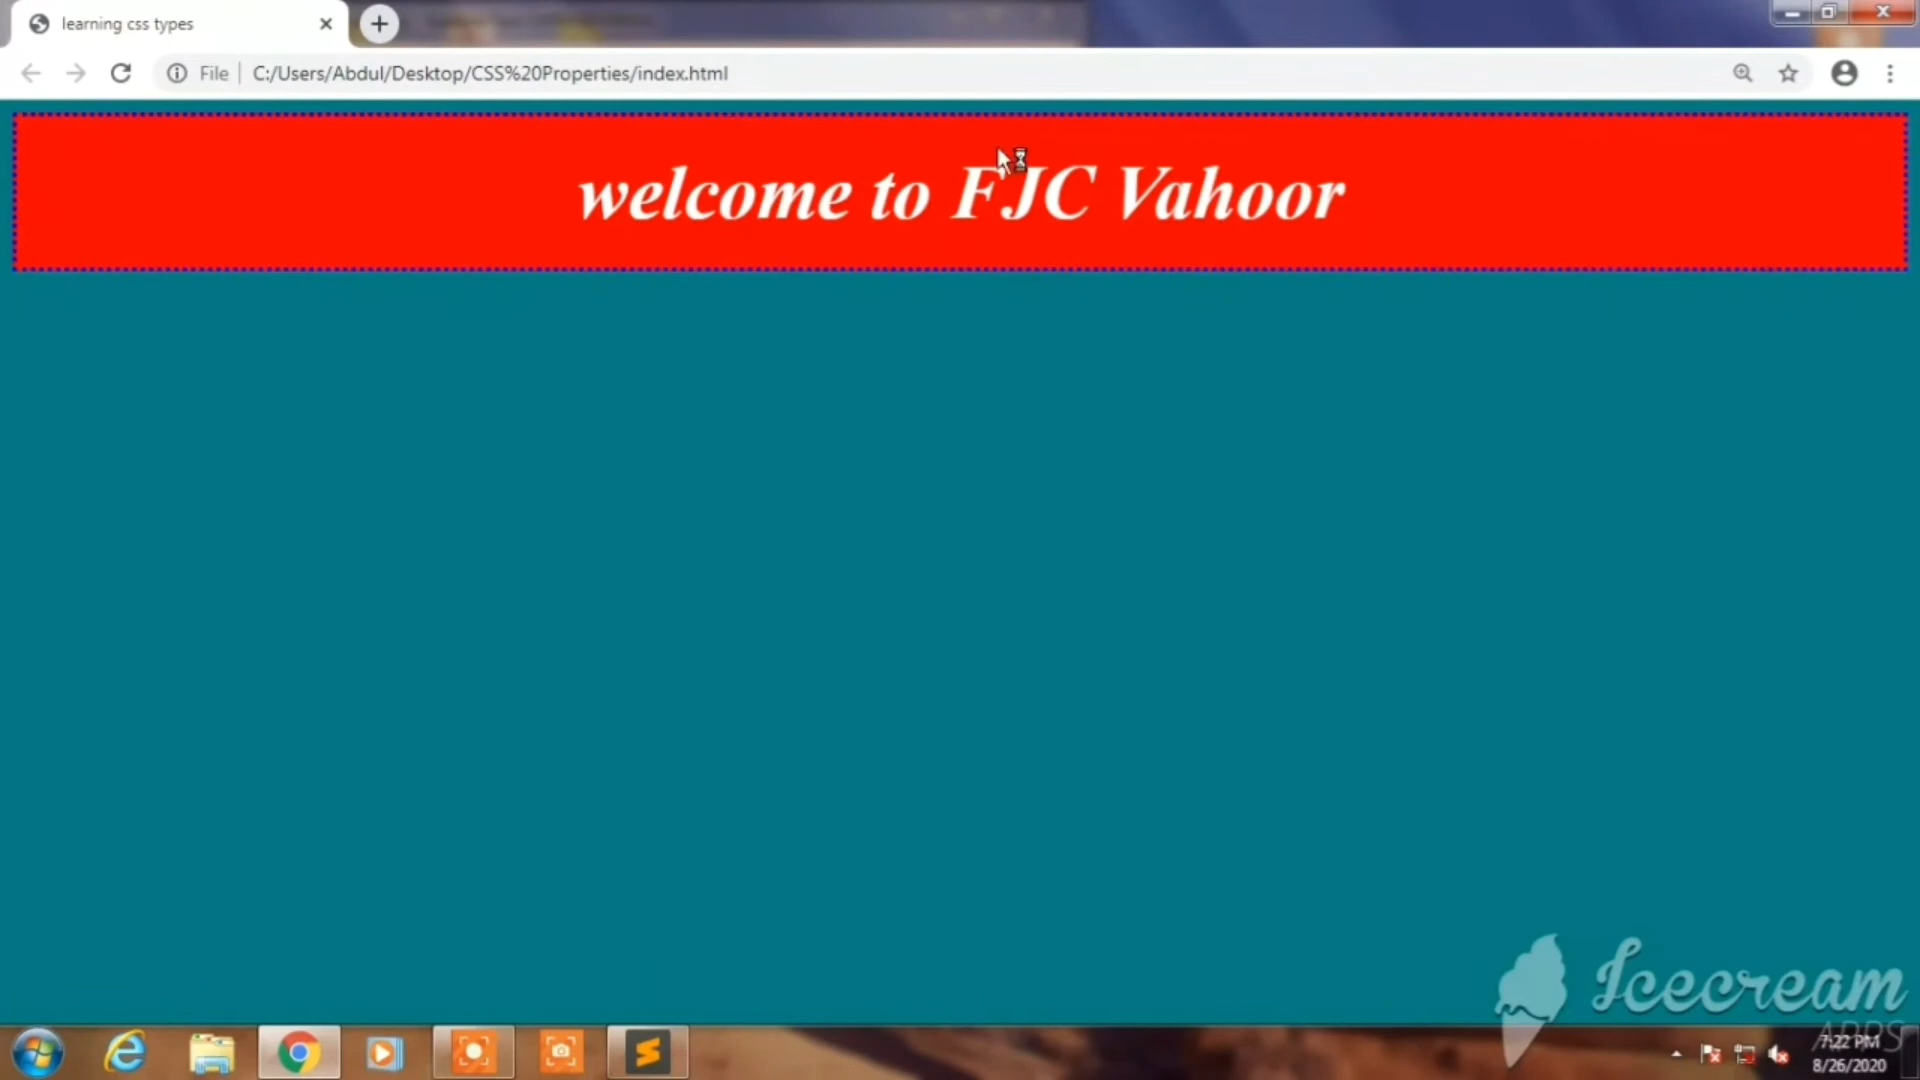 learning css types
File
C:/Users/Abdul/Desktop/CSS%20Properties/index.html
welcome to FJC Vahoor
Icecream
APPS
7:22 PM
8/26/2020